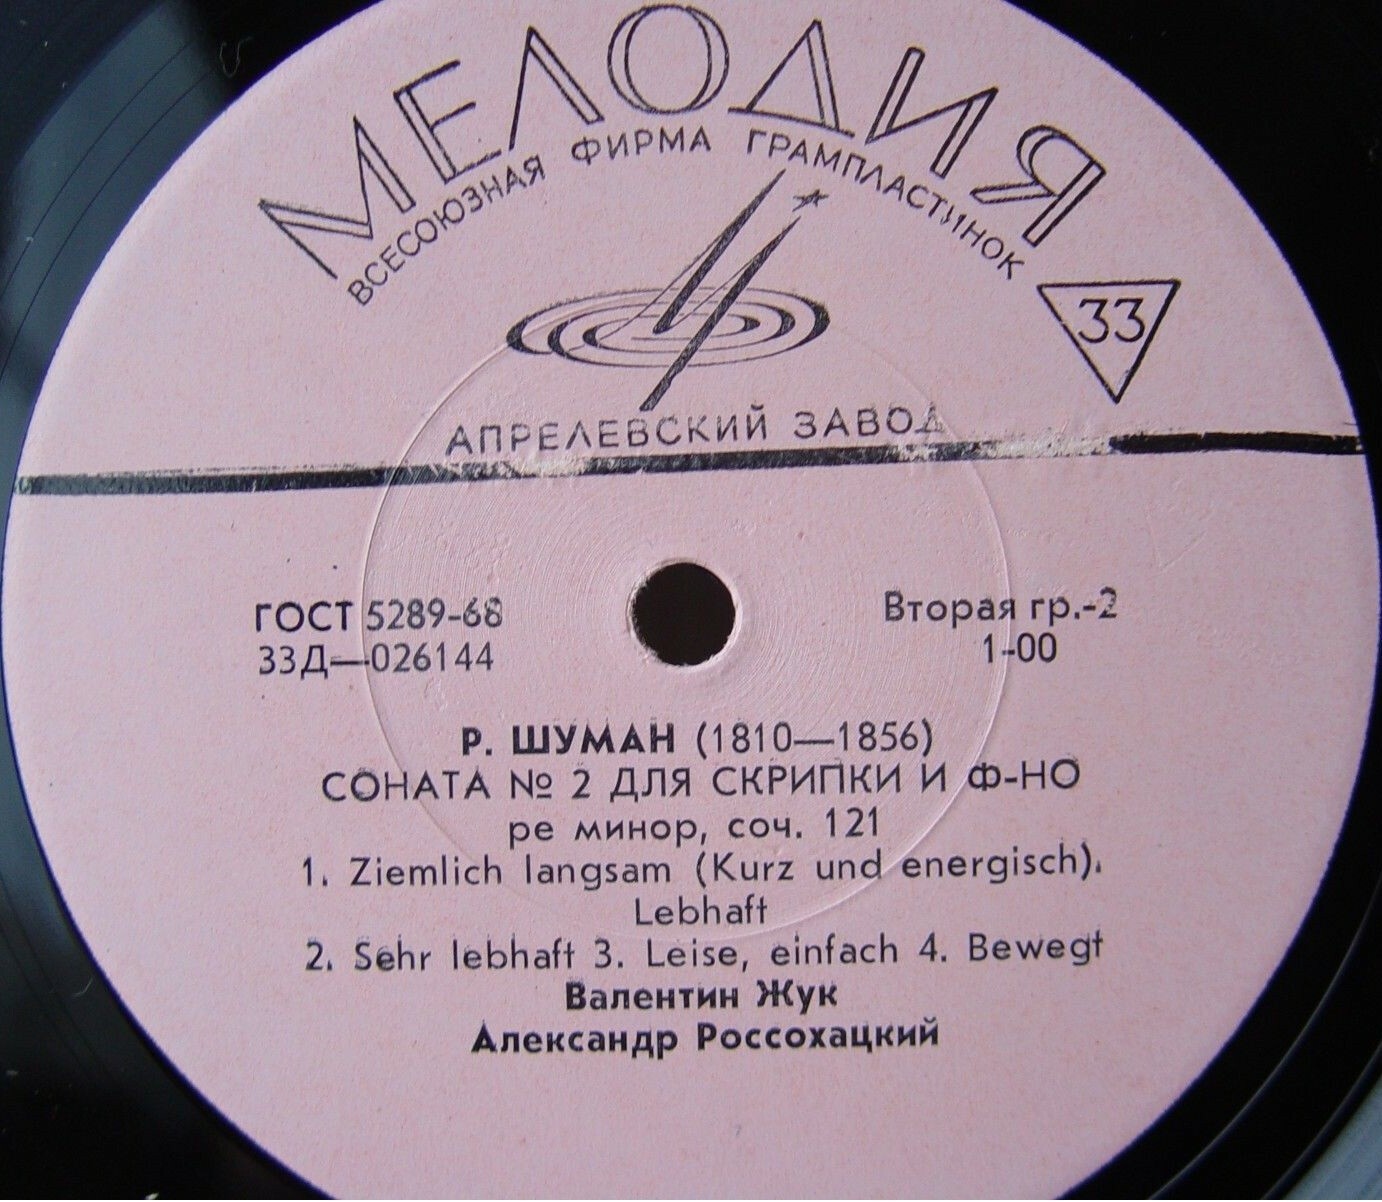 МЕЛОДИЯ
ВСЕСОЮЗНАЯ ФИРМА ГРАМПЛАСТИНОК
33
АПРЕЛЕВСКИЙ ЗАВОД
ГОСТ 5289-68
33Д—026144
Вторая гр.-2
1-00
Р. ШУМАН (1810—1856)
СОНАТА № 2 ДЛЯ СКРИПКИ И Ф-НО
ре минор, соч. 121
1. Ziemlich langsam (Kurz und energisch).
Lebhaft
2. Sehr lebhaft 3. Leise, einfach 4. Bewegt
Валентин Жук
Александр Россохацкий